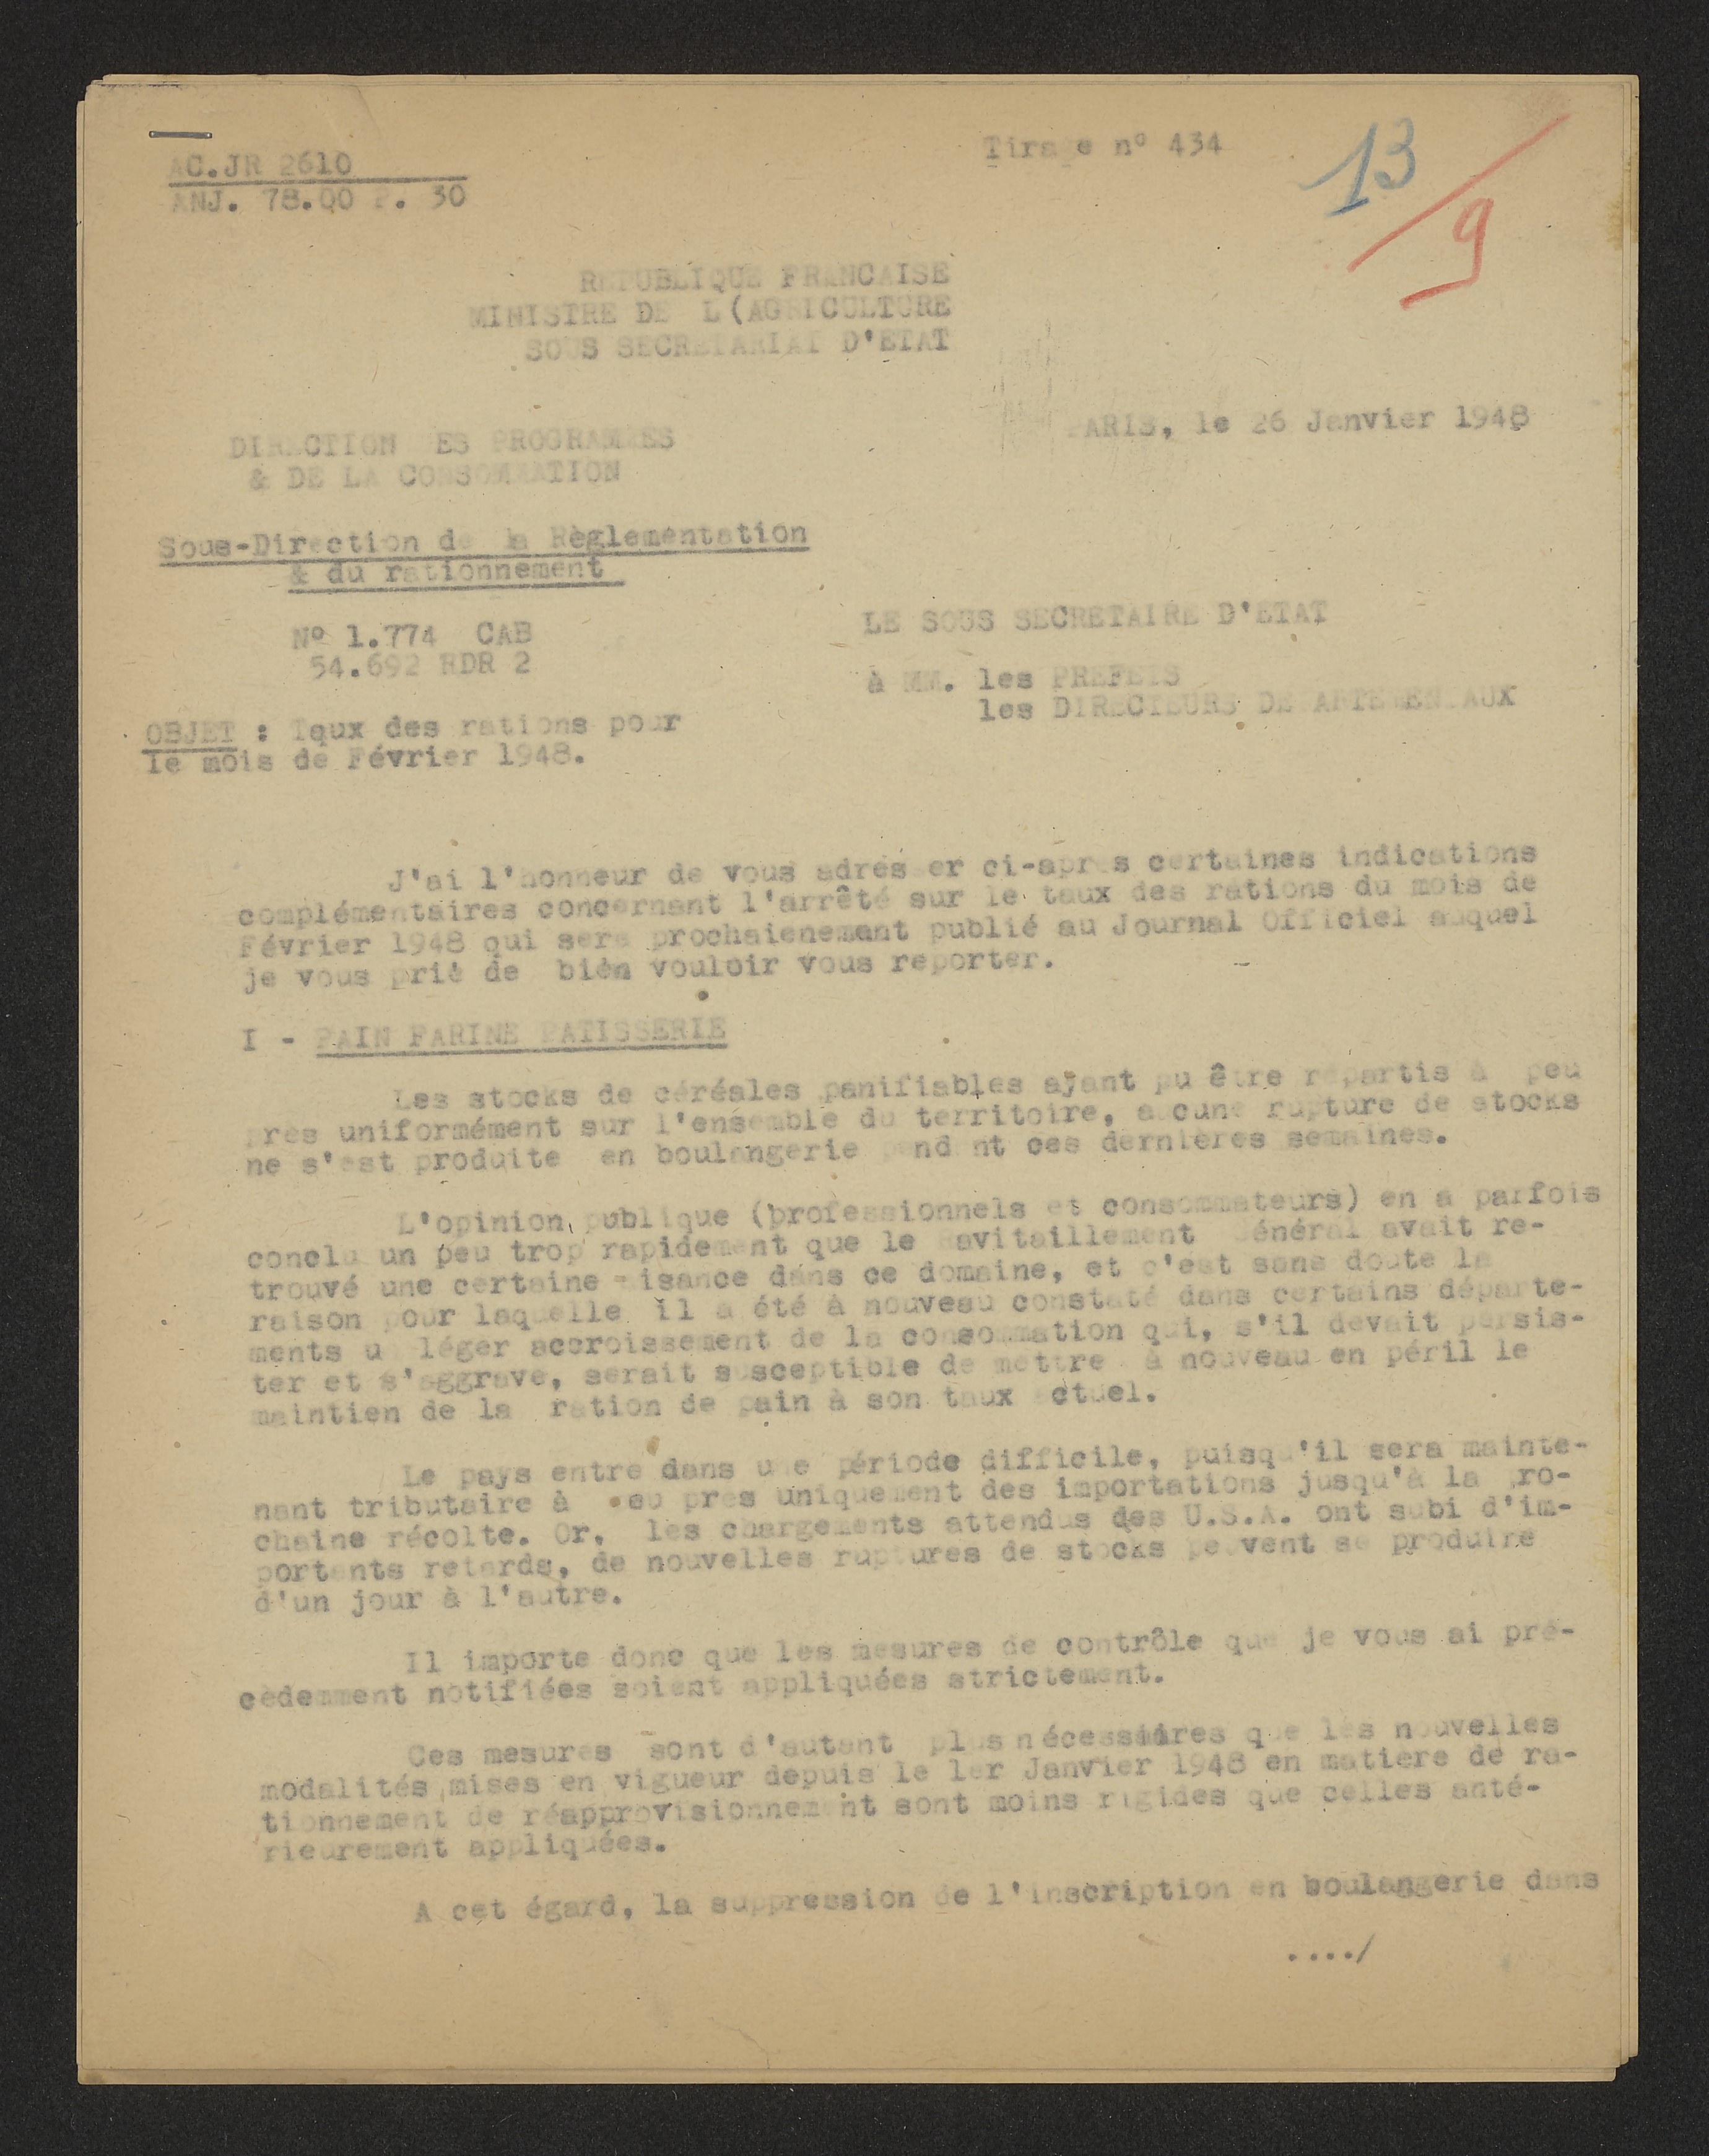 AC.JR 2610
ANJ. 78.00 P. 30
Tirage nº 434
13
9
REPUBLIQUE FRANCAISE
MINISTRE DE L(AGRICULTURE
SOUS SECRETARIAT D'ETAT
PARIS, le 26 Janvier 1948
DIRECTION DES PROGRAMMES
& DE LA CONSOMMATION
Sous-Direction de la Règlementation
& du rationnement
Nº 1.774 CAB
54.692 RDR 2
LE SOUS SECRETAIRE D'ETAT
à MM. les PREFETS
les DIRECTEURS DEPARTEMENTAUX
OBJET : Taux des rations pour
le mois de Février 1948.
J'ai l'honneur de vous adresser ci-après certaines indications
complémentaires concernant l'arrêté sur le taux des rations du mois de
Février 1948 qui sera prochaienemant publié au Journal Officiel auquel
je vous prie de bien vouloir vous reporter.
I - PAIN FARINE PATISSERIE
Les stocks de céréales panifiables ayant pu être répartis à peu
près uniformément sur l'ensemble du territoire, aucune rupture de stocks
ne s'est produite en boulangerie pendant ces dernières semaines.
L'opinion publique (professionnels et consommateurs) en a parfois
conclu un peu trop rapidement que le Ravitaillement Général avait re-
trouvé une certaine aisance dans ce domaine, et c'est sans doute la
raison pour laquelle il a été à nouveau constaté dans certains départe-
ments un léger accroissement de la consommation qui, s'il devait persis-
ter et s'aggrave, serait susceptible de mettre à nouveau en péril le
maintien de la ration de pain à son taux actuel.
Le pays entre dans une période difficile, puisqu'il sera mainte-
nant tributaire à peu près uniquement des importations jusqu'à la pro-
chaine récolte. Or, les chargements attendus des U.S.A. ont subi d'im-
portants retards, de nouvelles ruptures de stocks peuvent se produire
d'un jour à l'autre.
Il importe donc que les mesures de contrôle que je vous ai pré-
cèdemment notifiées soient appliquées strictement.
Ces mesures sont d'autant plus nécessaires que les nouvelles
modalités mises en vigueur depuis le 1er Janvier 1948 en matière de ra-
tionnement de réapprovisionnement sont moins rigides que celles anté-
rieurement appliquées.
A cet égard, la suppression de l'inscription en boulangerie dans
..../